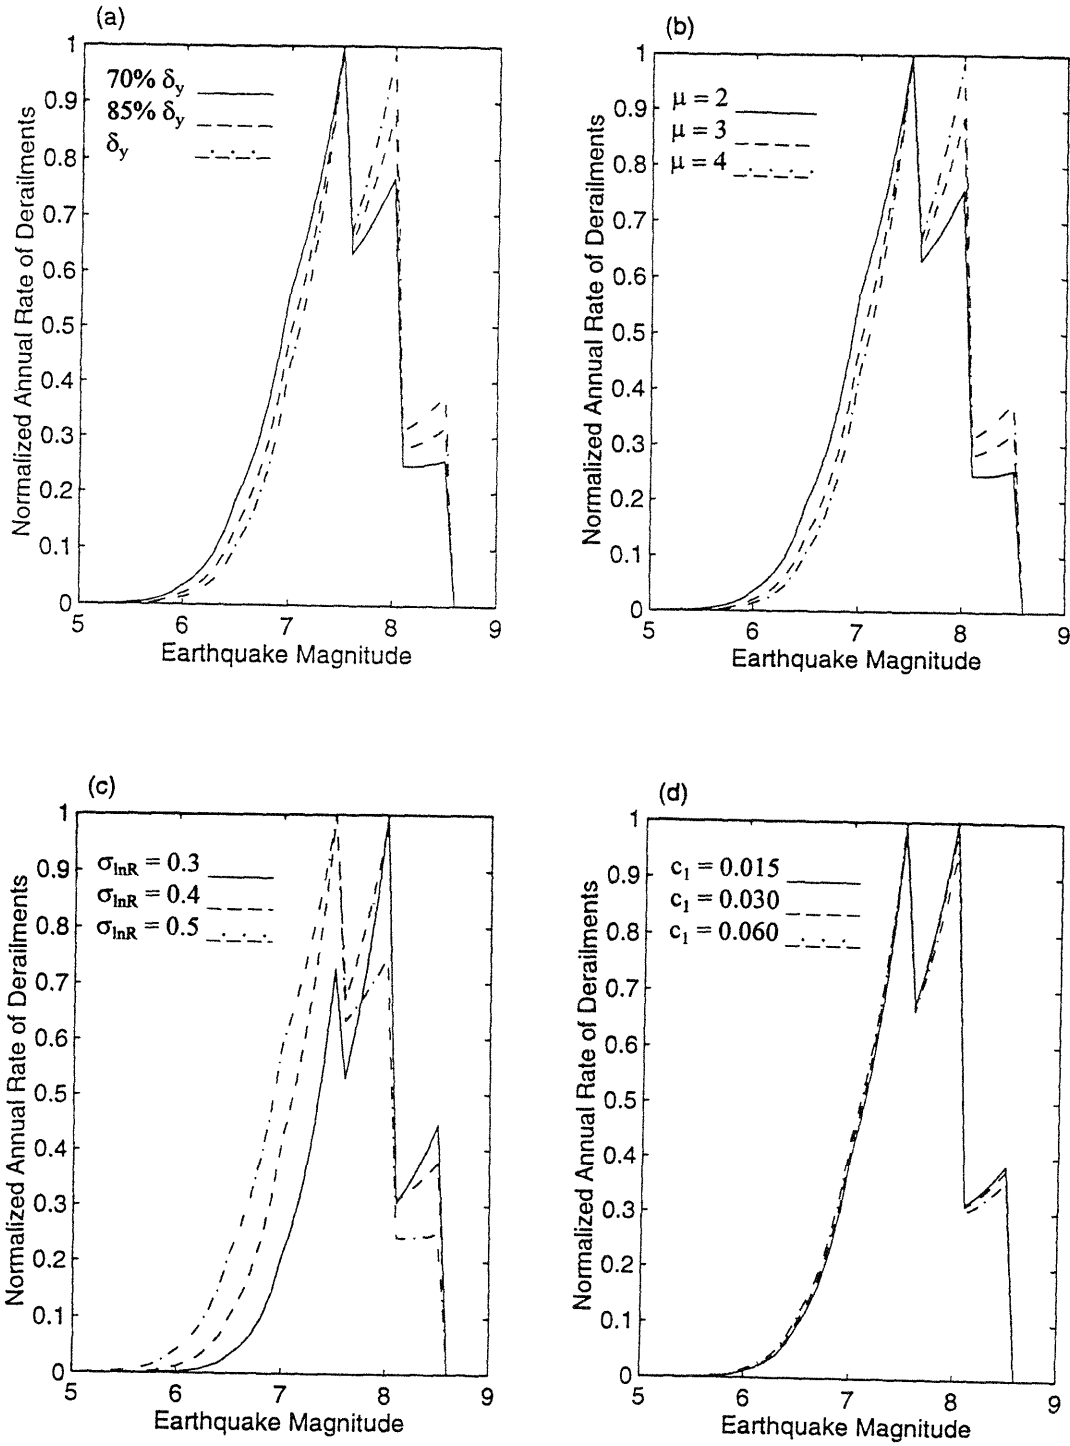 (a)
Normalized Annual Rate of Derailments
1
0.9
0.8
0.7
0.6
0.5
0.4
0.3
0.2
0.1
0
70% δy
85% δy
δy
5 6 7 8 9
Earthquake Magnitude
(b)
Normalized Annual Rate of Derailments
1
0.9
0.8
0.7
0.6
0.5
0.4
0.3
0.2
0.1
0
μ = 2
μ = 3
μ = 4
5 6 7 8 9
Earthquake Magnitude
(c)
Normalized Annual Rate of Derailments
1
0.9
0.8
0.7
0.6
0.5
0.4
0.3
0.2
0.1
0
σlnR = 0.3
σlnR = 0.4
σlnR = 0.5
5 6 7 8 9
Earthquake Magnitude
(d)
Normalized Annual Rate of Derailments
1
0.9
0.8
0.7
0.6
0.5
0.4
0.3
0.2
0.1
0
c1 = 0.015
c1 = 0.030
c1 = 0.060
5 6 7 8 9
Earthquake Magnitude